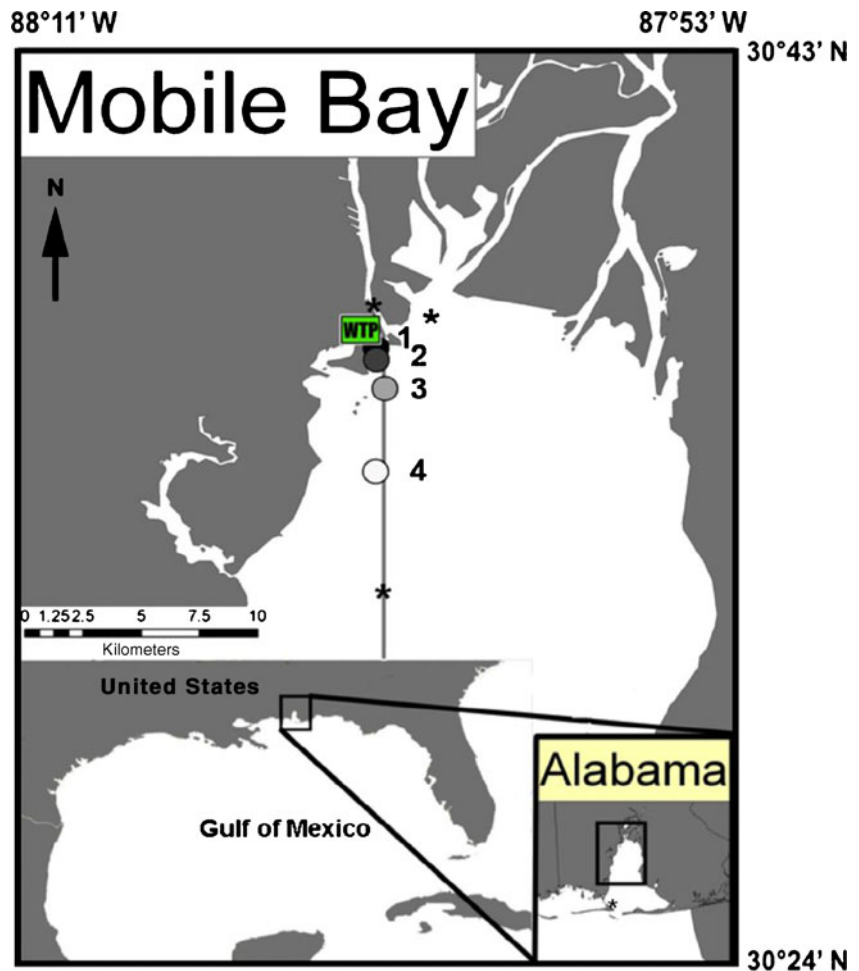 88°11' W 87°53' W
30°43' N
Mobile Bay
N
*
*
WTP
1
2
3
4
*
0 1.25 2.5 5 7.5 10
Kilometers
United States
Alabama
Gulf of Mexico
*
30°24' N